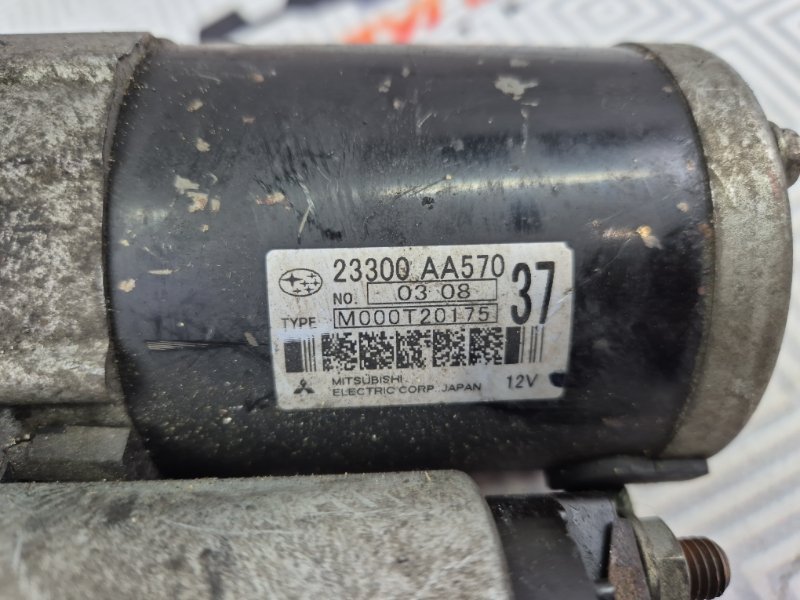 23300 AA570 37
NO. 03 08
TYPE M000T20175
MITSUBISHI
ELECTRIC CORP. JAPAN 12V